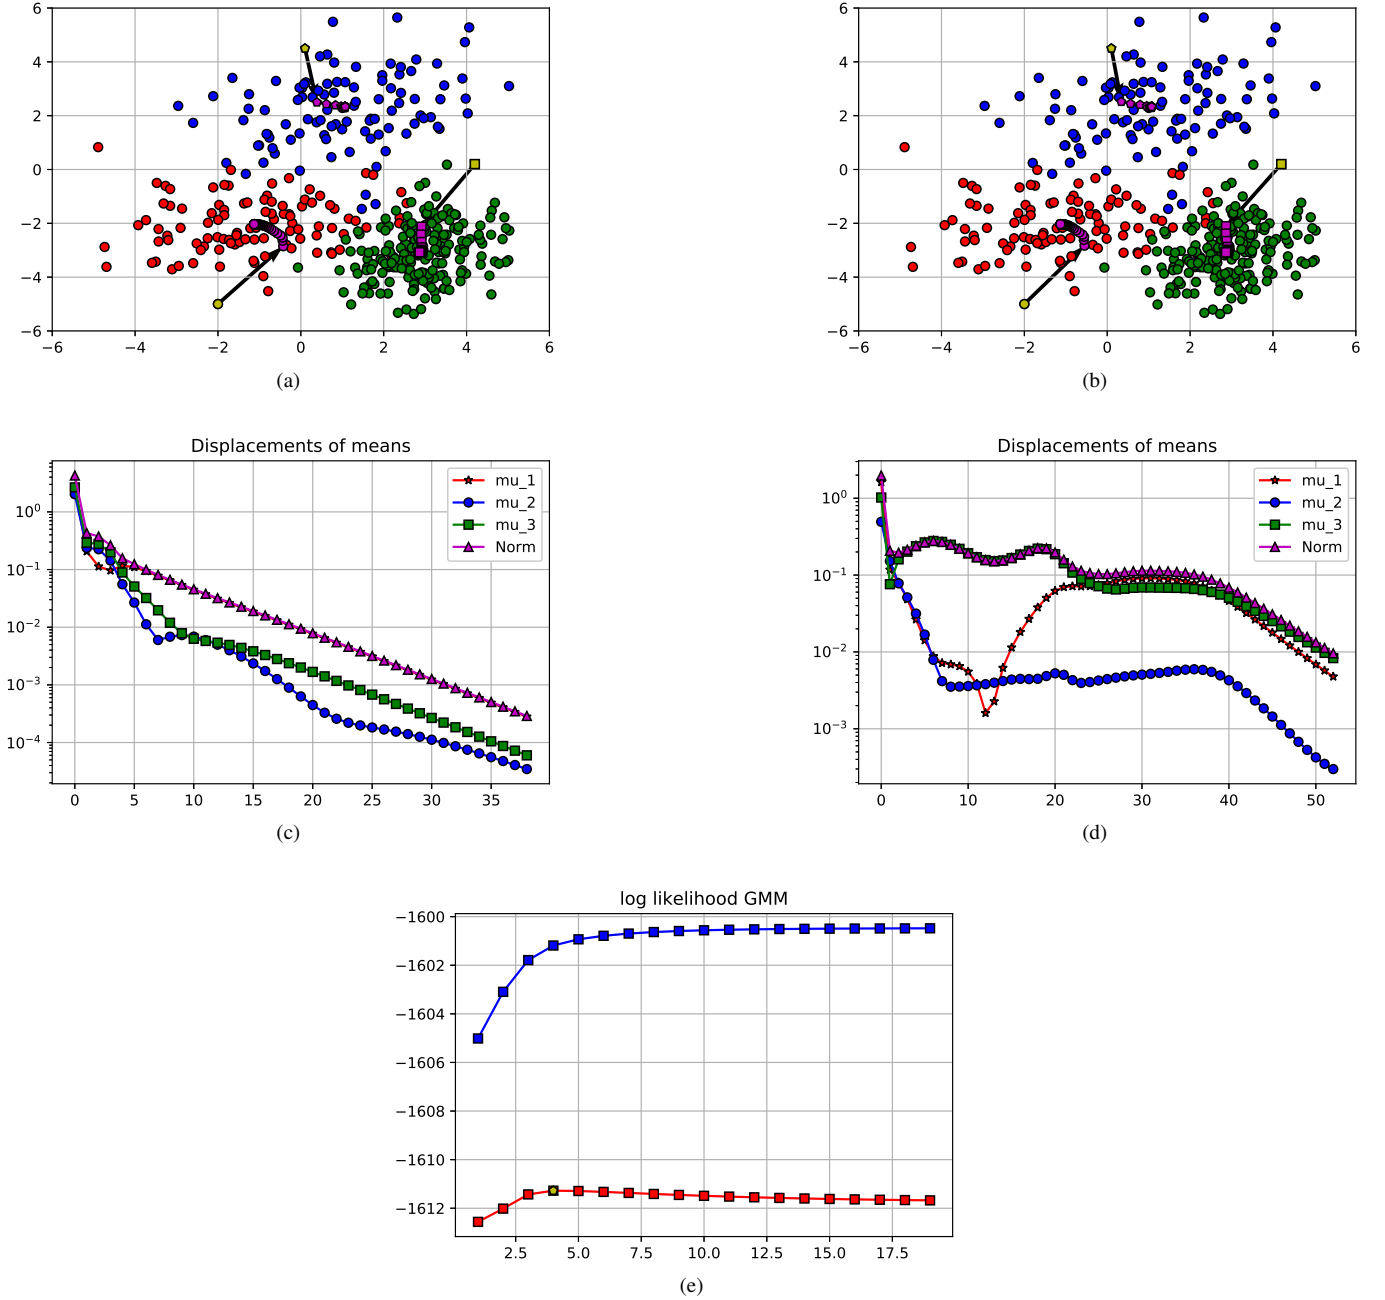 6
4
2
0
−2
−4
−6
−6 −4 −2 0 2 4 6
(a)
6
4
2
0
−2
−4
−6
−6 −4 −2 0 2 4 6
(b)
Displacements of means
mu_1
mu_2
mu_3
Norm
10⁰
10⁻¹
10⁻²
10⁻³
10⁻⁴
0 5 10 15 20 25 30 35
(c)
Displacements of means
mu_1
mu_2
mu_3
Norm
10⁰
10⁻¹
10⁻²
10⁻³
0 10 20 30 40 50
(d)
log likelihood GMM
−1600
−1602
−1604
−1606
−1608
−1610
−1612
2.5 5.0 7.5 10.0 12.5 15.0 17.5
(e)